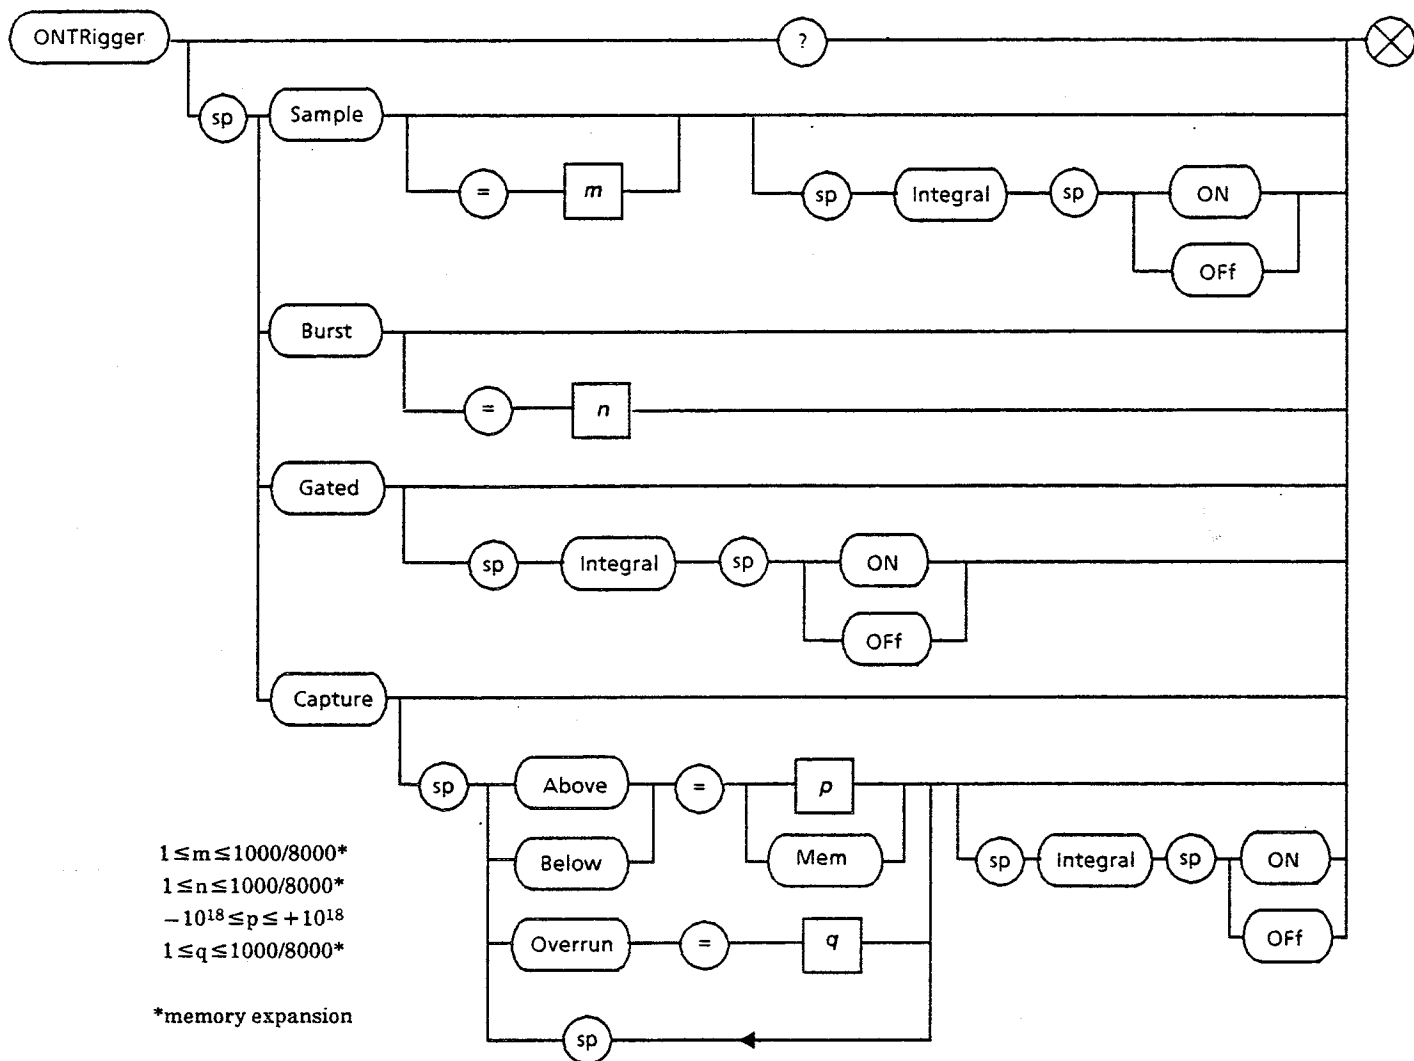 ONTRigger ?
sp Sample
= m sp Integral sp ON
OFf
Burst
= n
Gated
sp Integral sp ON
OFf
Capture
sp Above = p
Below Mem sp Integral sp ON
Overrun = q OFf
sp
1≤m≤1000/8000*
1≤n≤1000/8000*
−10¹⁸≤p≤+10¹⁸
1≤q≤1000/8000*
*memory expansion